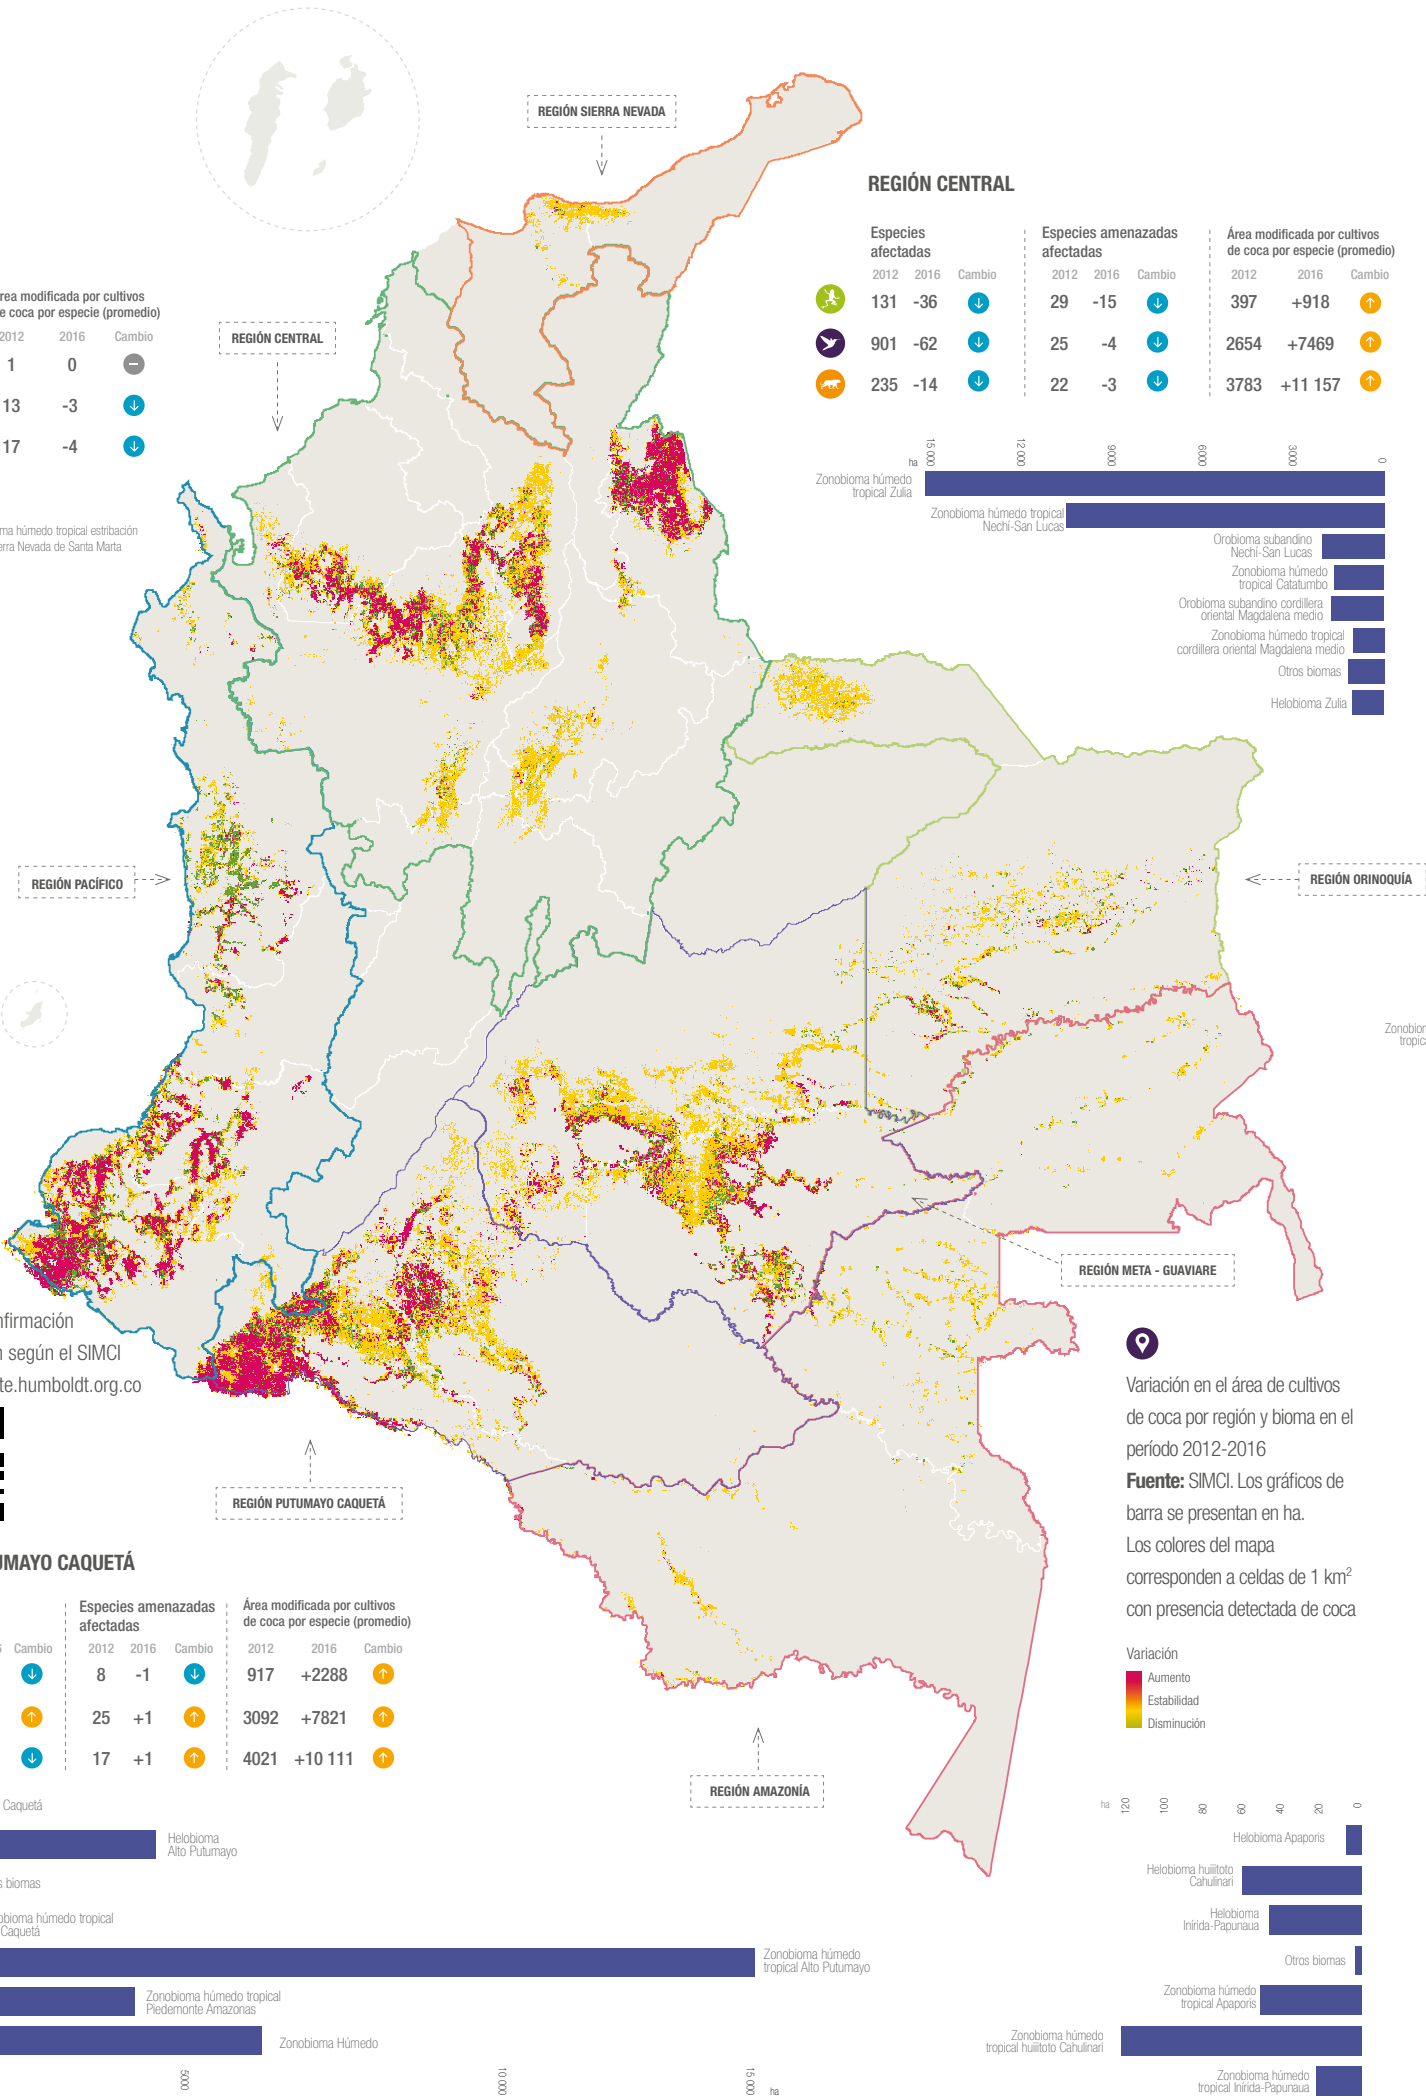 REGIÓN SIERRA NEVADA
REGIÓN CENTRAL
Especies
afectadas
Especies amenazadas
afectadas
Área modificada por cultivos
de coca por especie (promedio)
2012 2016 Cambio
2012 2016 Cambio
2012 2016 Cambio
131 -36
29 -15
397 +918
901 -62
25 -4
2654 +7469
235 -14
22 -3
3783 +11 157
rea modificada por cultivos
e coca por especie (promedio)
2012 2016 Cambio
1 0
13 -3
17 -4
REGIÓN CENTRAL
ha 15 000 12 000 9000 6000 3000 0
Zonobioma húmedo
tropical Zulia
Zonobioma húmedo tropical
Nechí-San Lucas
Orobioma subandino
Nechí-San Lucas
Zonobioma húmedo
tropical Catatumbo
Orobioma subandino cordillera
oriental Magdalena medio
Zonobioma húmedo tropical
cordillera oriental Magdalena medio
Otros biomas
Helobioma Zulia
ma húmedo tropical estribación
erra Nevada de Santa Marta
REGIÓN PACÍFICO
REGIÓN ORINOQUÍA
Zonobion
tropica
REGIÓN META - GUAVIARE
nfirmación
n según el SIMCI
te.humboldt.org.co
REGIÓN PUTUMAYO CAQUETÁ
Variación en el área de cultivos
de coca por región y bioma en el
período 2012-2016
Fuente: SIMCI. Los gráficos de
barra se presentan en ha.
Los colores del mapa
corresponden a celdas de 1 km²
con presencia detectada de coca
Variación
Aumento
Estabilidad
Disminución
UMAYO CAQUETÁ
Especies amenazadas
afectadas
Área modificada por cultivos
de coca por especie (promedio)
6 Cambio
2012 2016 Cambio
2012 2016 Cambio
8 -1
917 +2288
25 +1
3092 +7821
17 +1
4021 +10 111
REGIÓN AMAZONÍA
Caquetá
Helobioma
Alto Putumayo
s biomas
obioma húmedo tropical
Caquetá
Zonobioma húmedo
tropical Alto Putumayo
Zonobioma húmedo tropical
Piedemonte Amazonas
Zonobioma Húmedo
5000 10 000 15 000 ha
ha 120 100 80 60 40 20 0
Helobioma Apaporis
Helobioma huiiitoto
Cahuinarí
Helobioma
Inírida-Papunaua
Otros biomas
Zonobioma húmedo
tropical Apaporis
Zonobioma húmedo
tropical huiiitoto Cahulinari
Zonobioma húmedo
tropical Inírida-Papunaua